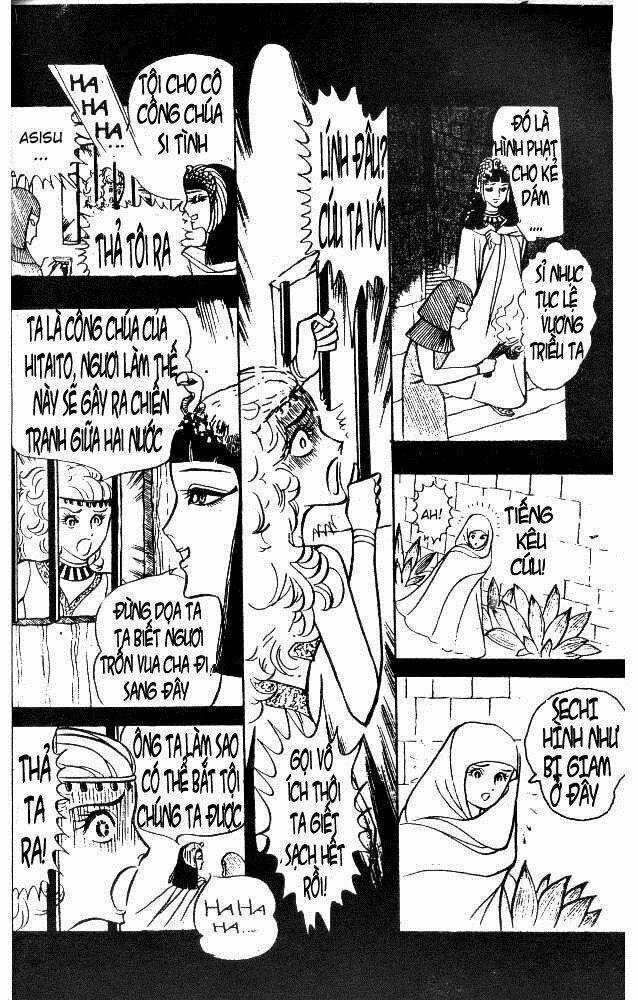 HA
HA
HA...
TỘI CHO CÔ
CÔNG CHÚA
SI TÌNH
ASISU
...
THẢ TÔI RA
TA LÀ CÔNG CHÚA CỦA
HITAITO, NGƯƠI LÀM THẾ
NÀY SẼ GÂY RA CHIẾN
TRANH GIỮA HAI NƯỚC
ĐỪNG DỌA TA
TA BIẾT NGƯƠI
TRỐN VUA CHA ĐI
SANG ĐÂY
THẢ
TA
RA!
ÔNG TA LÀM SAO
CÓ THỂ BẮT TỘI
CHÚNG TA ĐƯỢC
HA HA
HA...
LÍNH ĐÂU?
CỨU TA VỚI
GỌI VÔ
ÍCH THÔI
TA GIẾT
SẠCH HẾT
RỒI!
ĐÓ LÀ
HÌNH PHẠT
CHO KẺ
DÁM
....
SỈ NHỤC
TỤC LỆ
VƯƠNG
TRIỀU TA
AH!
TIẾNG
KÊU
CỨU!
SECHI
HÌNH NHƯ
BỊ GIAM
Ở ĐÂY